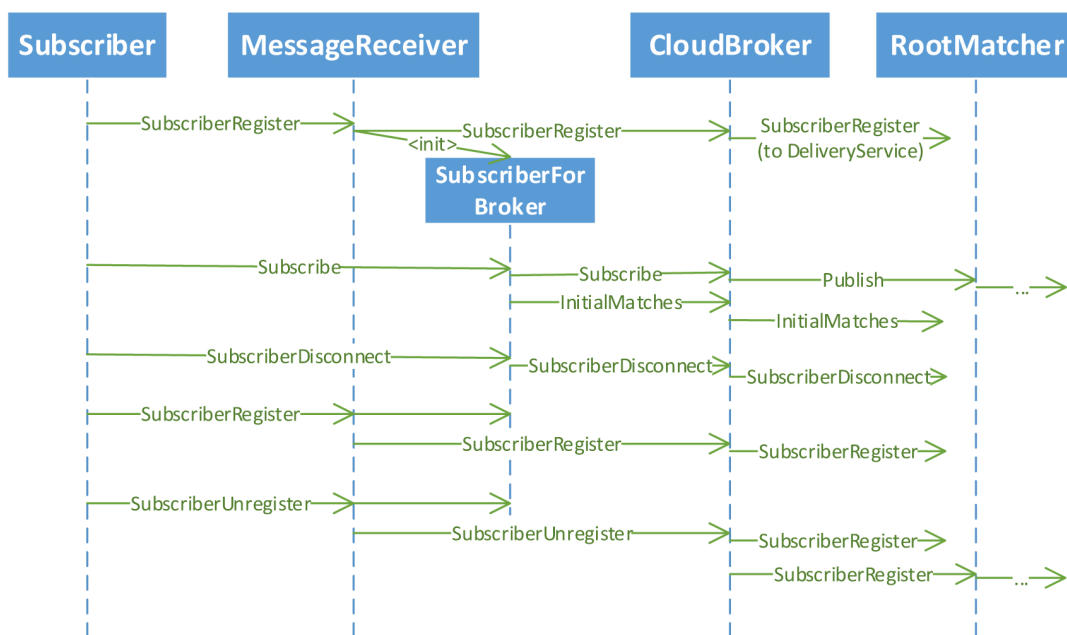 Subscriber
MessageReceiver
CloudBroker
RootMatcher
SubscriberRegister
<init>
SubscriberRegister
SubscriberRegister
(to DeliveryService)
SubscriberFor
Broker
Subscribe
Subscribe
Publish
...
InitialMatches
InitialMatches
SubscriberDisconnect
SubscriberDisconnect
SubscriberDisconnect
SubscriberRegister
SubscriberRegister
SubscriberRegister
SubscriberUnregister
SubscriberUnregister
SubscriberRegister
SubscriberRegister
...